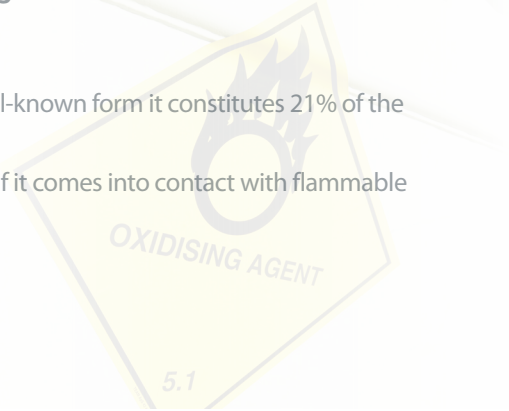 l-known form it constitutes 21% of the
f it comes into contact with flammable
OXIDISING AGENT
5.1